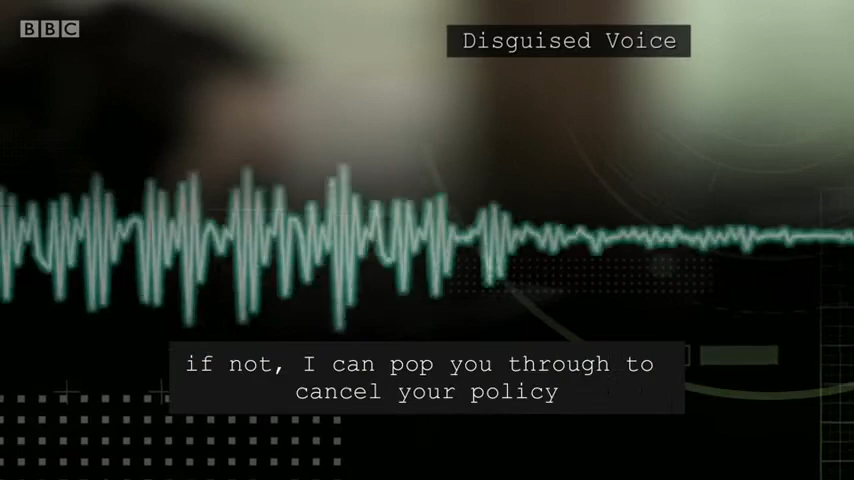 BBC
Disguised Voice
if not, I can pop you through to
cancel your policy